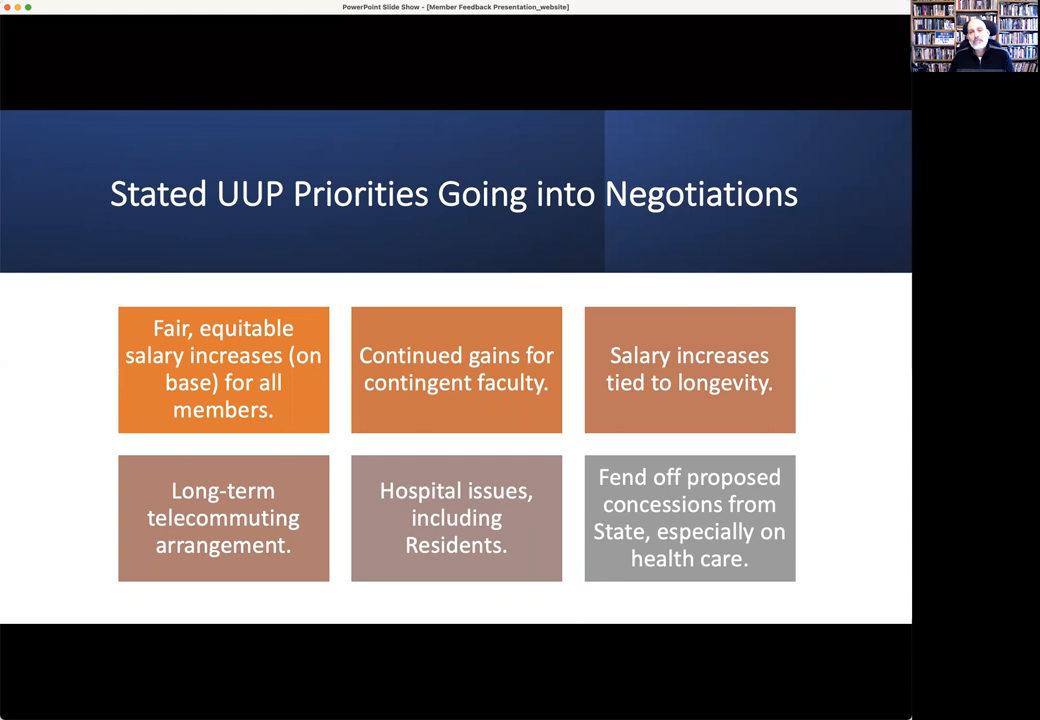 PowerPoint Slide Show - [Member Feedback Presentation_website]
Stated UUP Priorities Going into Negotiations
Fair, equitable
salary increases (on
base) for all
members.
Continued gains for
contingent faculty.
Salary increases
tied to longevity.
Long-term
telecommuting
arrangement.
Hospital issues,
including
Residents.
Fend off proposed
concessions from
State, especially on
health care.